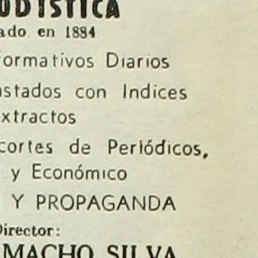 ODISTICA
ado en 1884
ormativos Diarios
stados con Indices
xtractos
cortes de Periódicos,
y Económico
Y PROPAGANDA
Director:
MACHO SILVA